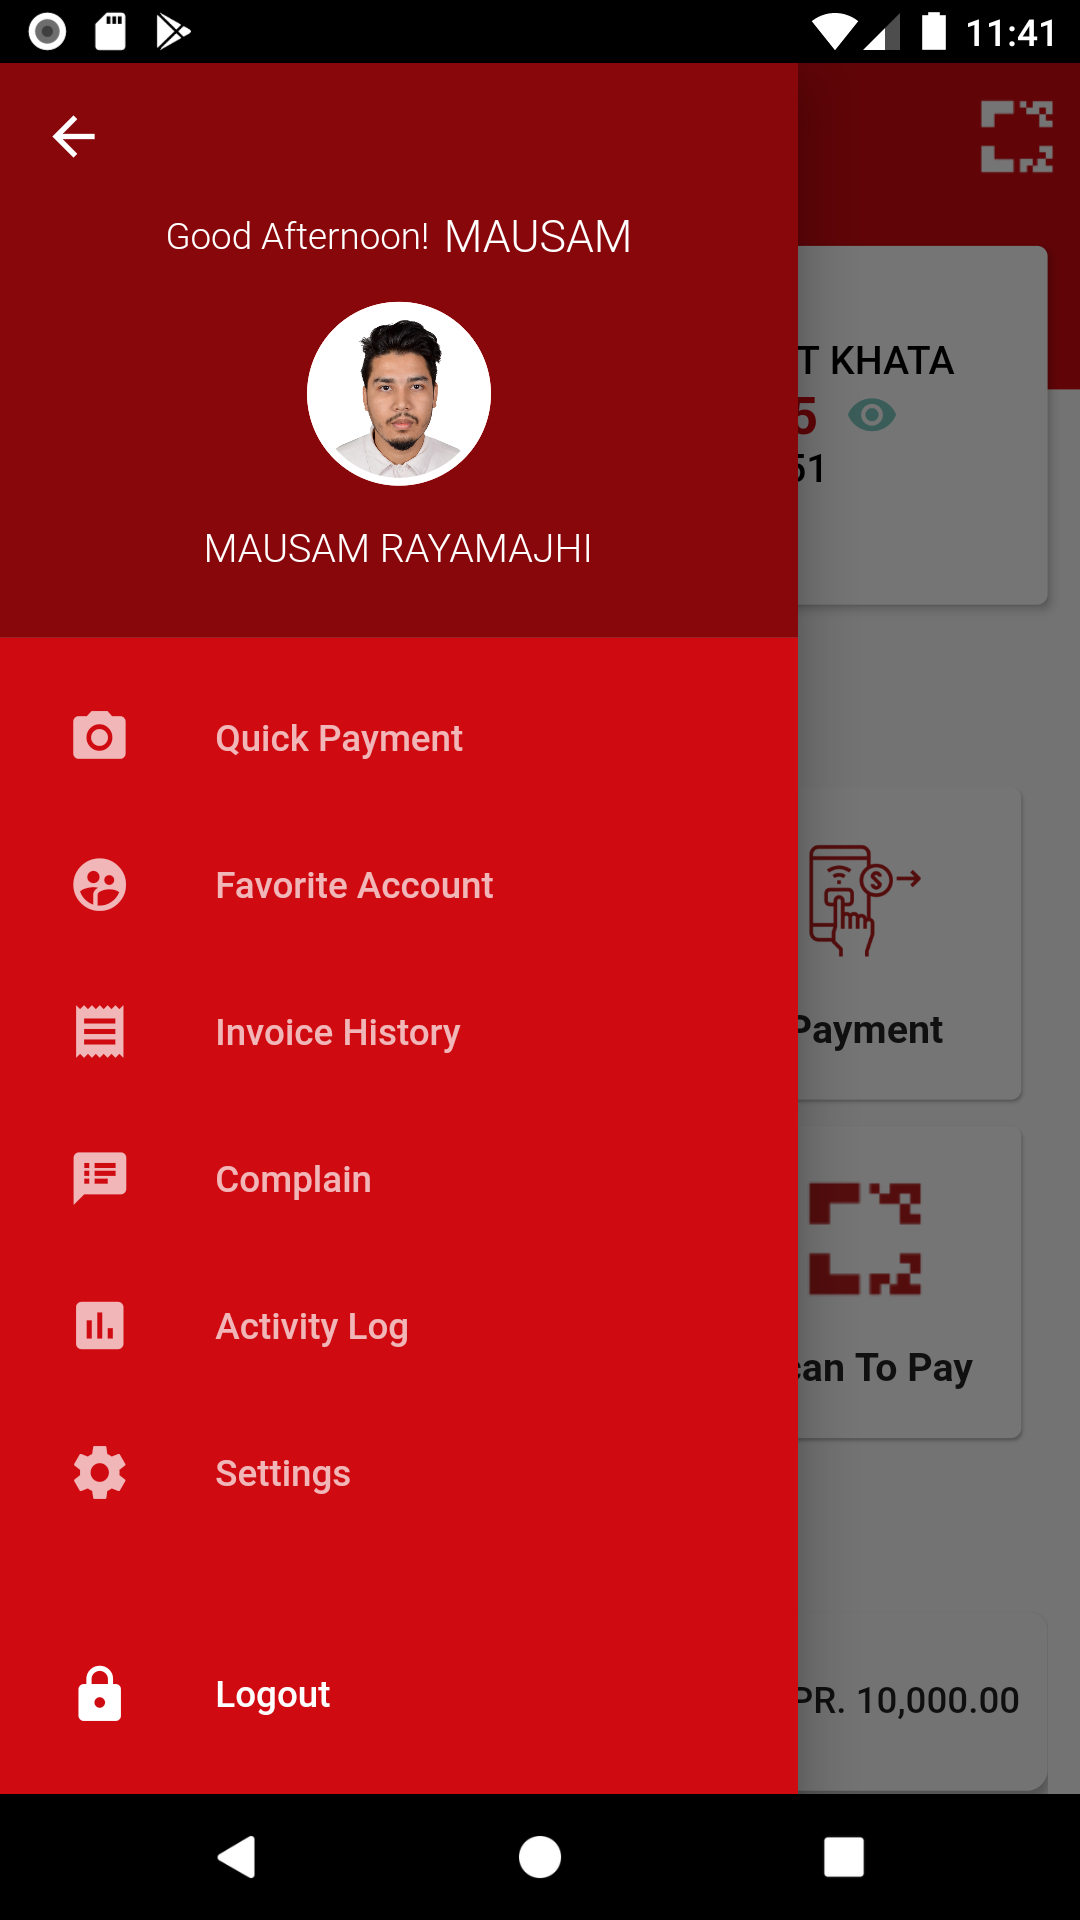 11:41
Good Afternoon! MAUSAM
MAUSAM RAYAMAJHI
T KHATA
5
51
Quick Payment
Favorite Account
Invoice History
Complain
Activity Log
Settings
Logout
Payment
can To Pay
PR. 10,000.00